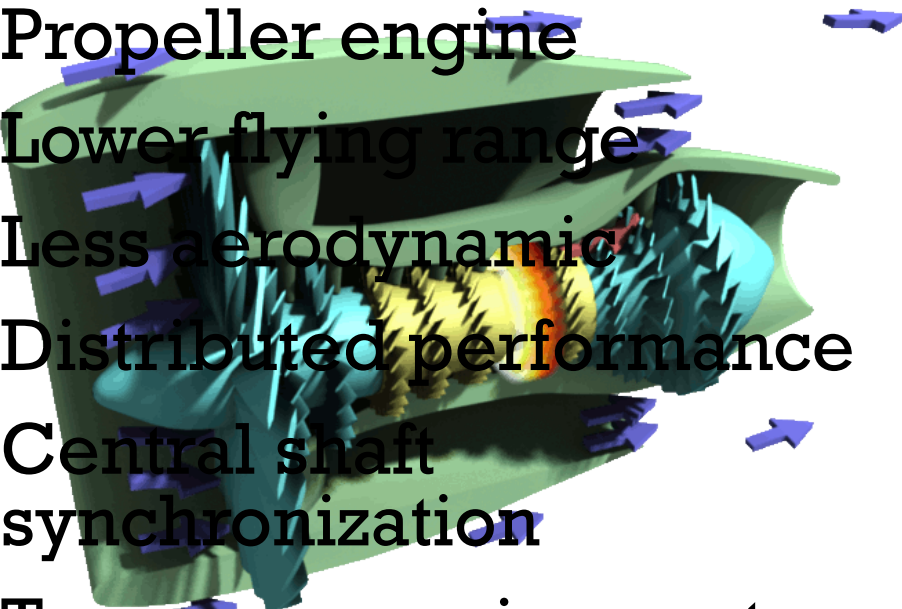 Propeller engine
Lower flying range
Less aerodynamic
Distributed performance
Central shaft
synchronization